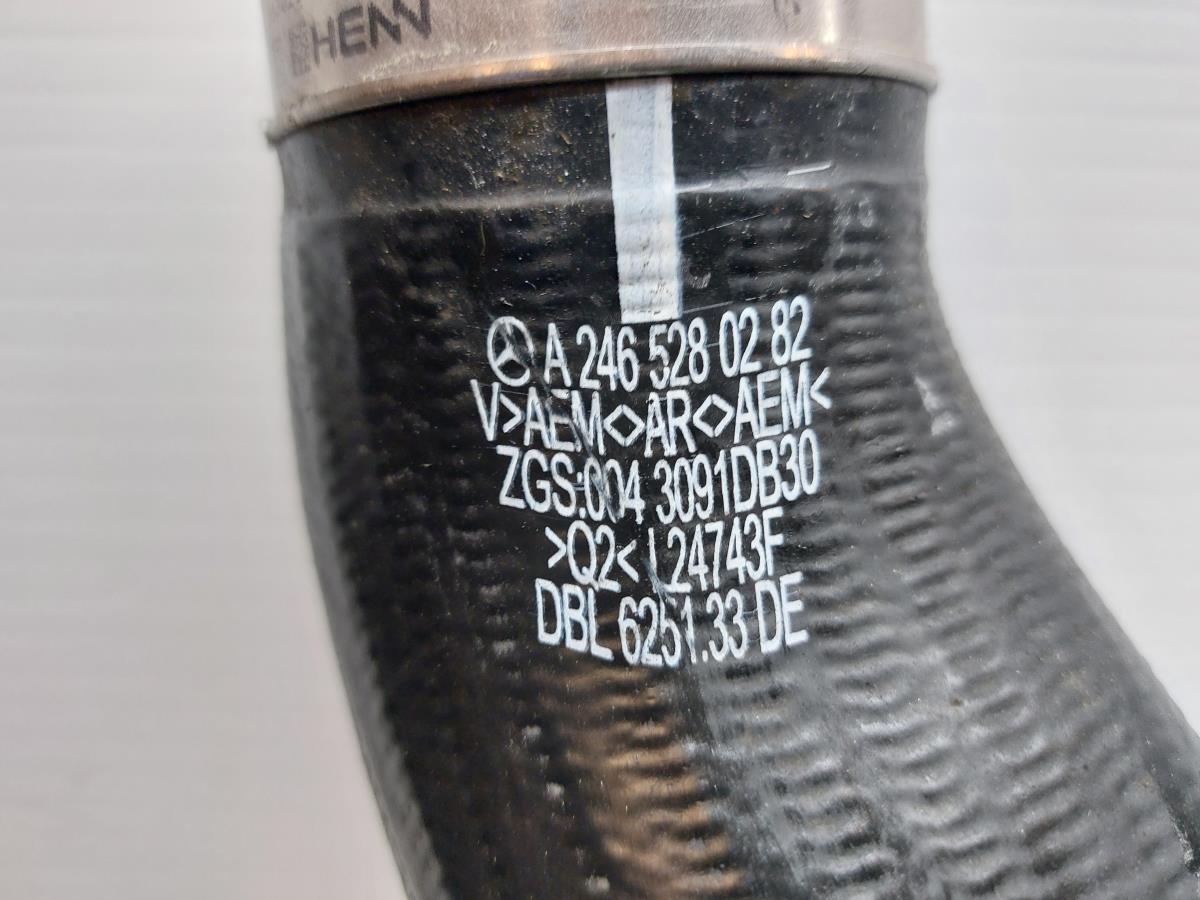 HENN
A 246 528 02 82
V>AEM<>AR<>AEM<
ZGS:004 3091DB30
>Q2< L24743F
DBL 6251.33 DE